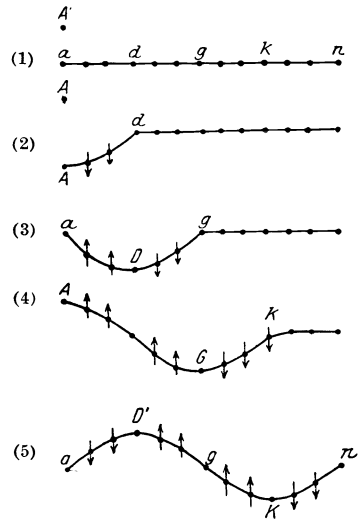 A'
(1) a d g k n
A
(2) d
A
(3) a g
D
(4) A K
G
D'
(5) a g n
K